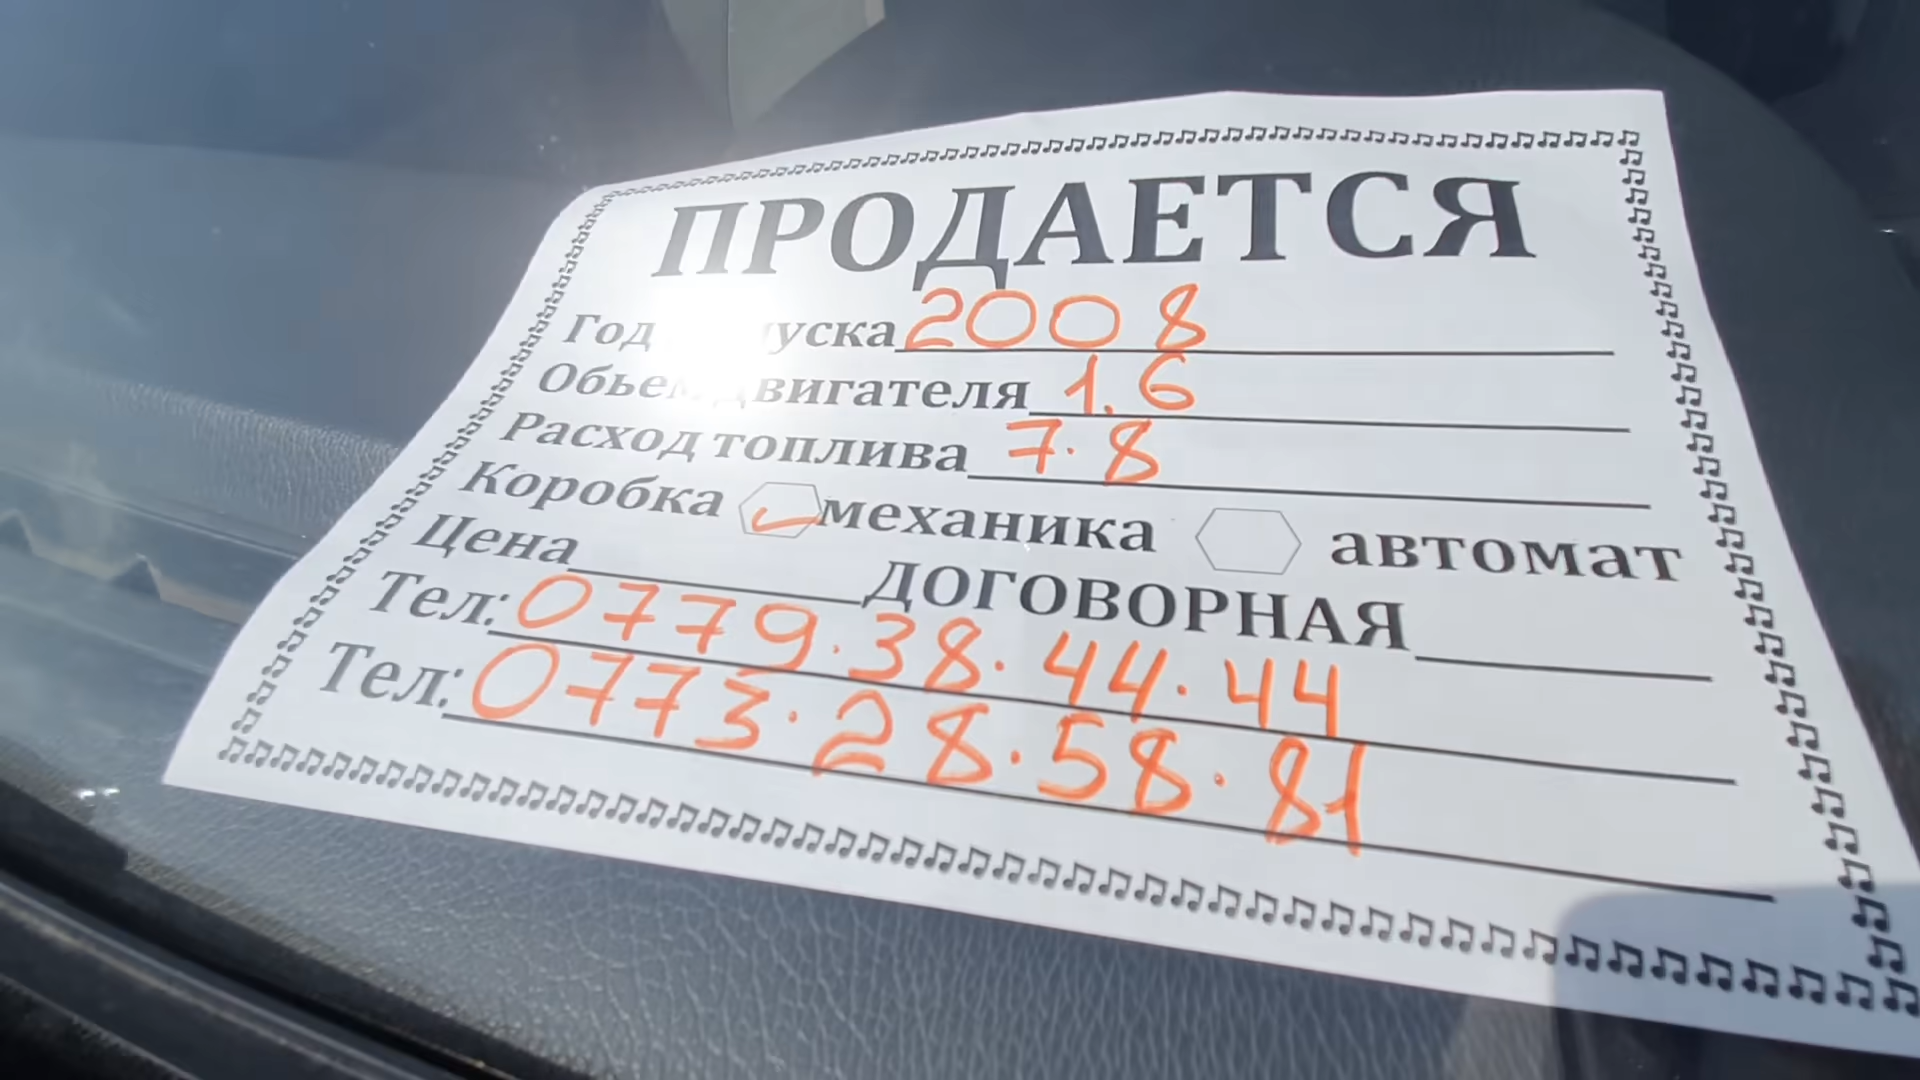 ПРОДАЕТСЯ
Год 2008
Обьем двигателя 1.6
Расход топлива 7.8
Коробка механика автомат
Цена ДОГОВОРНАЯ
Тел: 0779.38.44.44
Тел: 0773.28.58.81